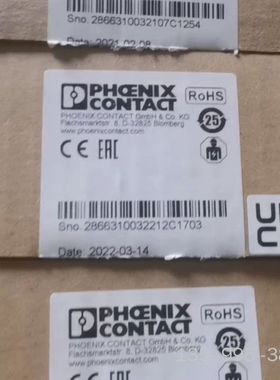 Sno. 2866310032107C1254
Date: 2021-02-08
PHŒNIX
CONTACT
RoHS
PHOENIX CONTACT GmbH & Co. KG
Flachsmarktstr. 8, D-32825 Blomberg
www.phoenixcontact.com
25
CE EAC
Sno. 2866310032212C1703
Date: 2022-03-14
PHŒNIX
CONTACT
RoHS
PHOENIX CONTACT GmbH & Co. KG
Flachsmarktstr. 8, D-32825 Blomberg
www.phoenixcontact.com
25